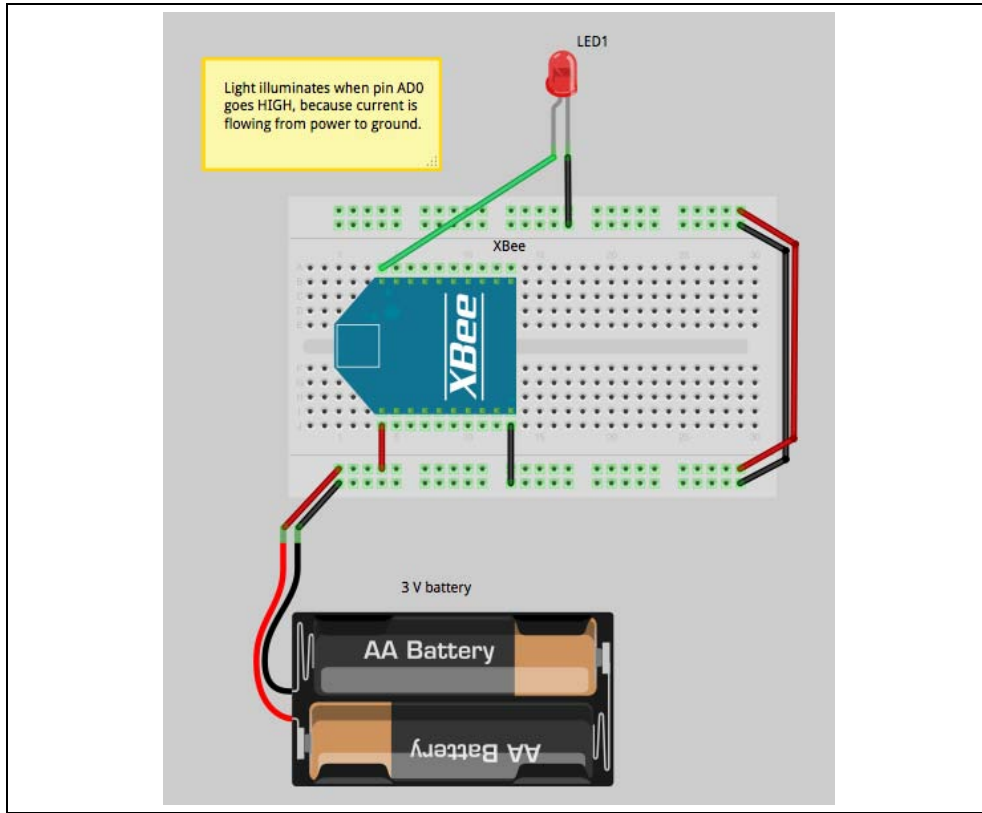 LED1
Light illuminates when pin AD0
goes HIGH, because current is
flowing from power to ground.
XBee
XBee
3 V battery
AA Battery
AA Battery